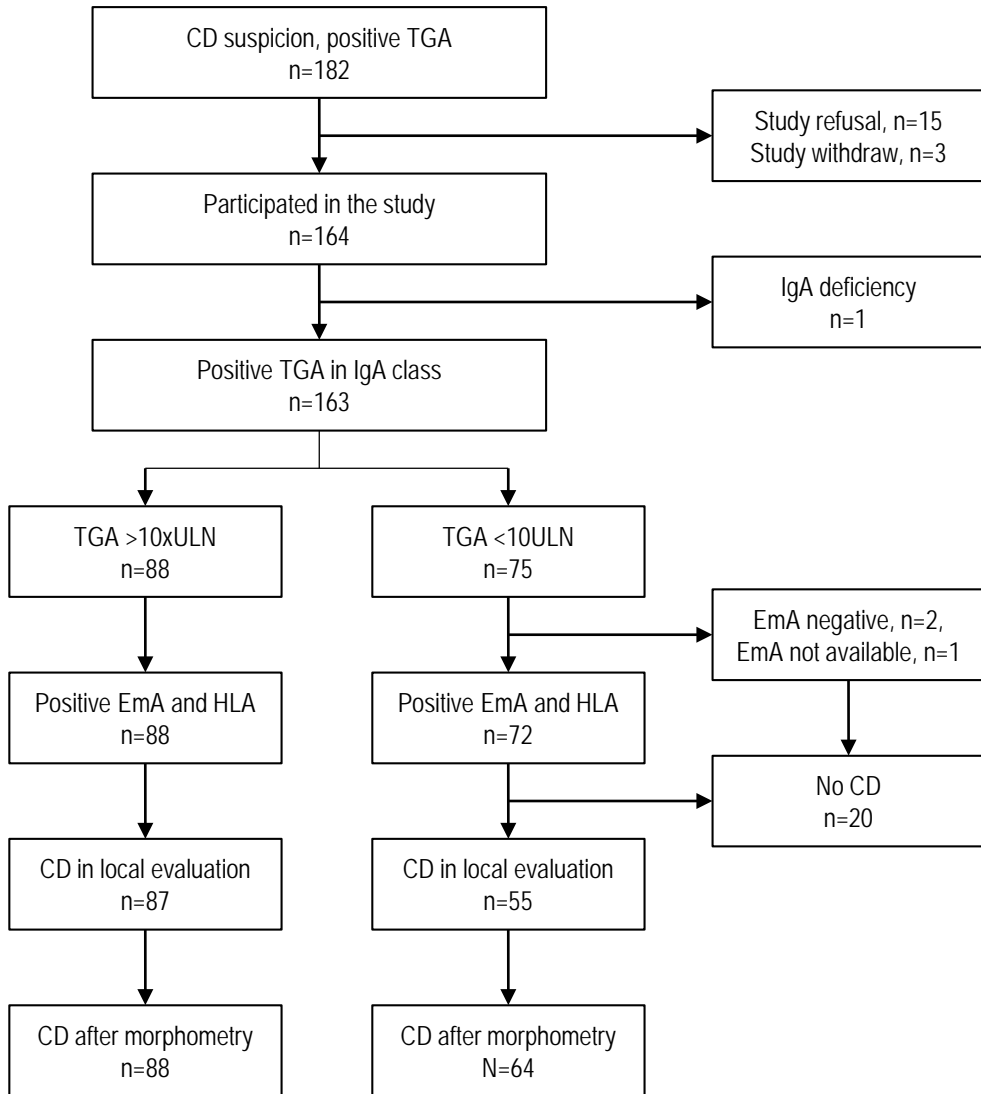 CD suspicion, positive TGA
n=182
Study refusal, n=15
Study withdraw, n=3
Participated in the study
n=164
IgA deficiency
n=1
Positive TGA in IgA class
n=163
TGA >10xULN
n=88
TGA <10ULN
n=75
EmA negative, n=2,
EmA not available, n=1
Positive EmA and HLA
n=88
Positive EmA and HLA
n=72
No CD
n=20
CD in local evaluation
n=87
CD in local evaluation
n=55
CD after morphometry
n=88
CD after morphometry
N=64